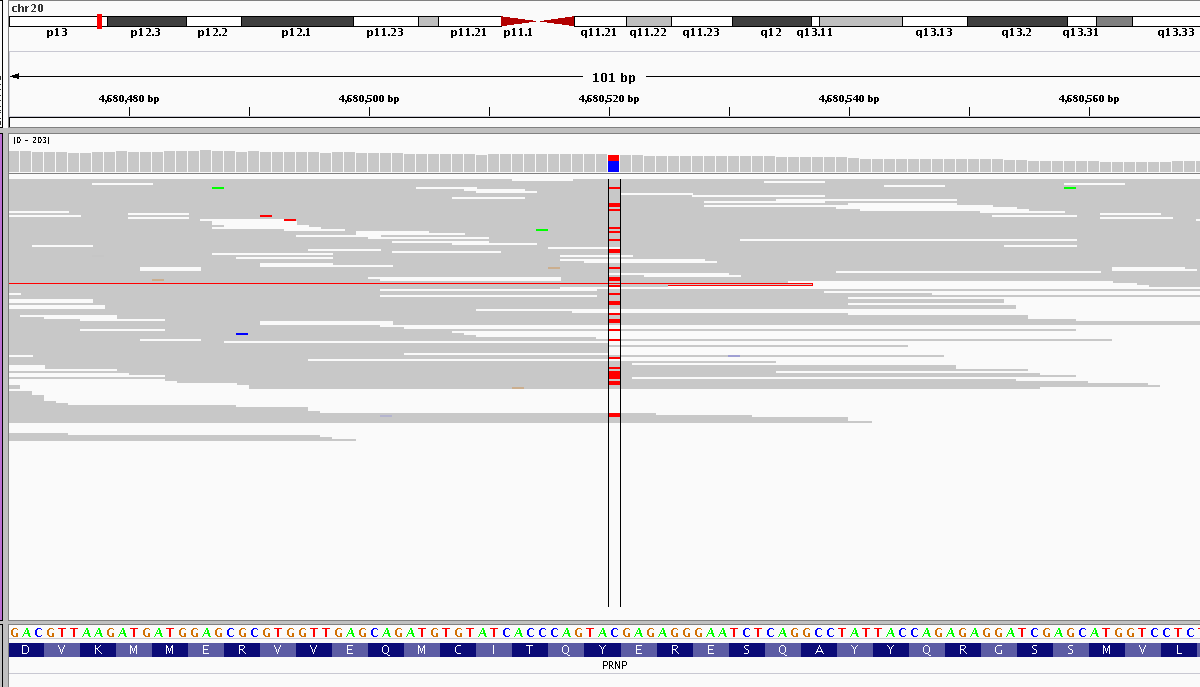 chr20
p13 p12.3 p12.2 p12.1 p11.23 p11.21 p11.1 q11.21 q11.22 q11.23 q12 q13.11 q13.13 q13.2 q13.31 q13.33
101 bp
4,680,480 bp 4,680,500 bp 4,680,520 bp 4,680,540 bp 4,680,560 bp
[0 - 203]
GACGTTAAGATGATGGAGCGCGTGGTTGAGCAGATGTGTATCACCCAGTACGAGAGGGAATCTCAGGCCTATTACCAGAGAGGATCGAGCATGGTCCTCT
D V K M M E R V V E Q M C I T Q Y E R E S Q A Y Y Q R G S S M V L
PRNP